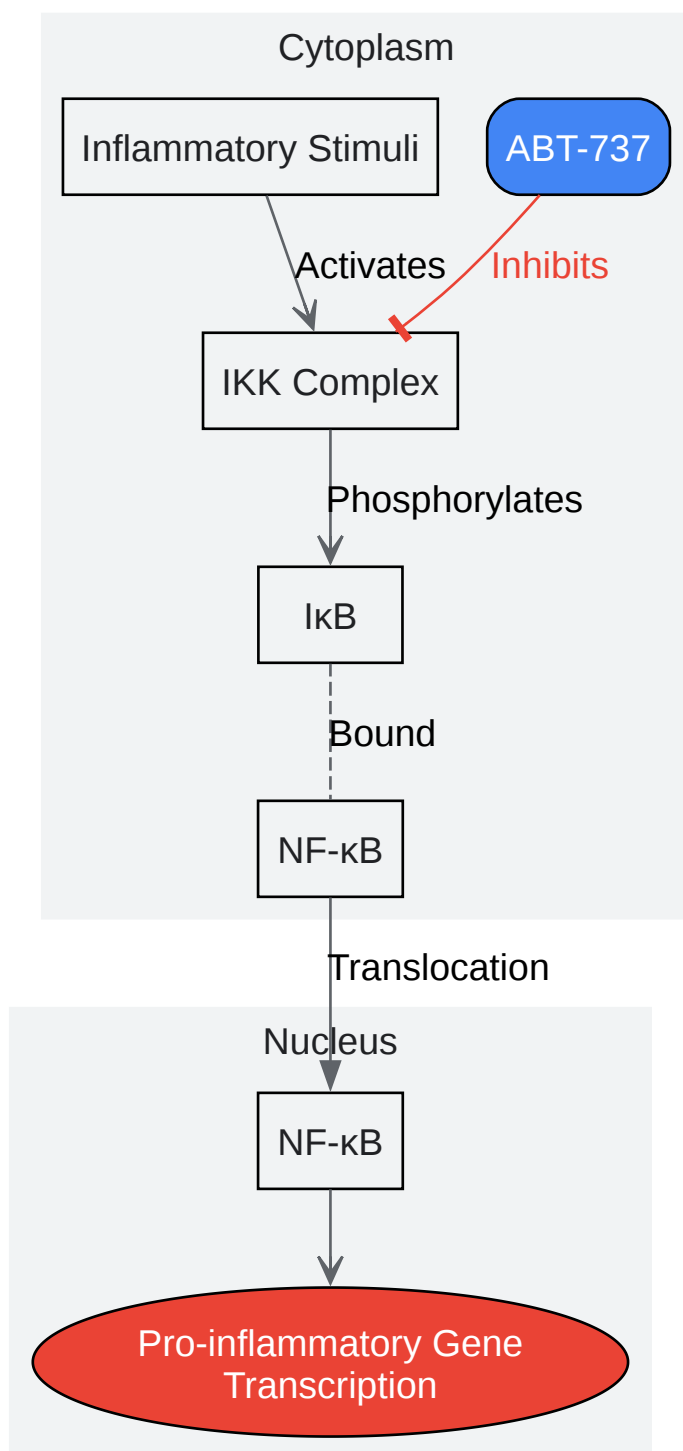 Cytoplasm
Inflammatory Stimuli
ABT-737
Activates
Inhibits
IKK Complex
Phosphorylates
IκB
Bound
NF-κB
Translocation
Nucleus
NF-κB
Pro-inflammatory Gene
Transcription